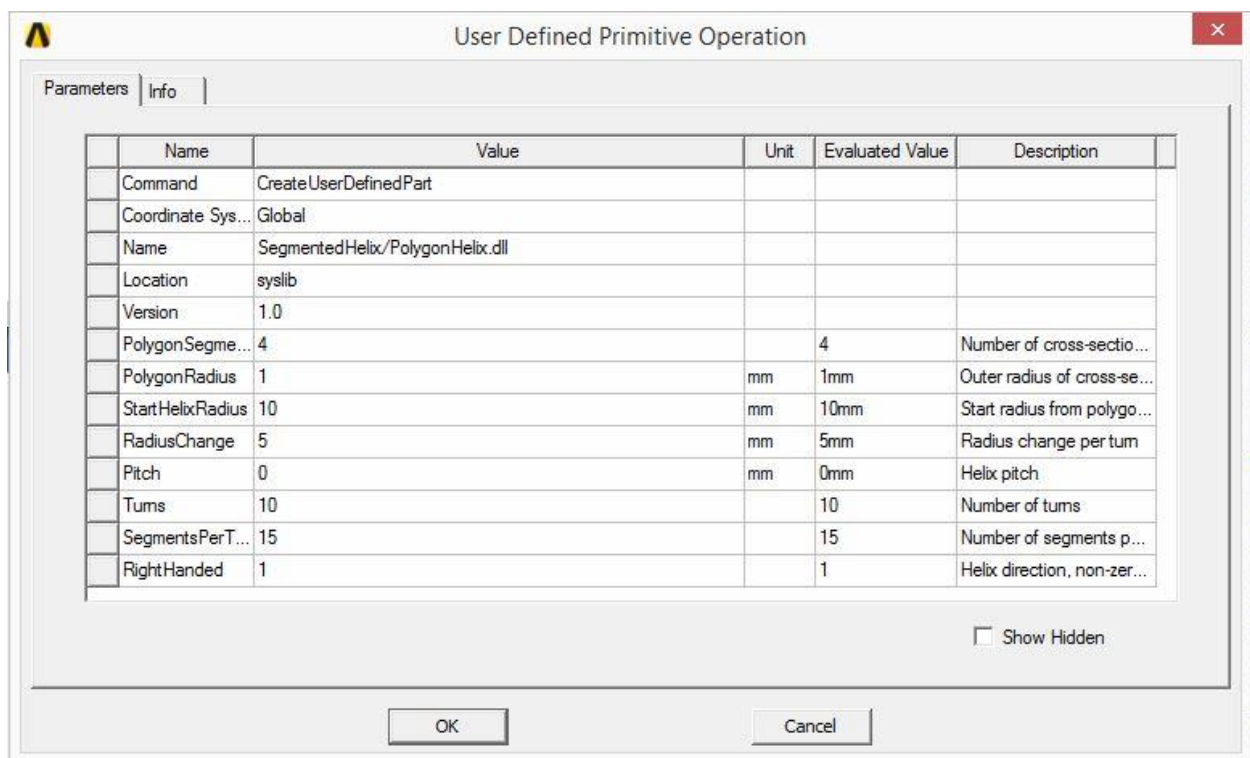 User Defined Primitive Operation
Parameters Info
Name Value Unit Evaluated Value Description
Command CreateUserDefinedPart
Coordinate Sys... Global
Name SegmentedHelix/PolygonHelix.dll
Location syslib
Version 1.0
PolygonSegme... 4 4 Number of cross-sectio...
PolygonRadius 1 mm 1mm Outer radius of cross-se...
StartHelixRadius 10 mm 10mm Start radius from polygo...
RadiusChange 5 mm 5mm Radius change per turn
Pitch 0 mm 0mm Helix pitch
Turns 10 10 Number of turns
SegmentsPerT... 15 15 Number of segments p...
RightHanded 1 1 Helix direction, non-zer...
Show Hidden
OK Cancel